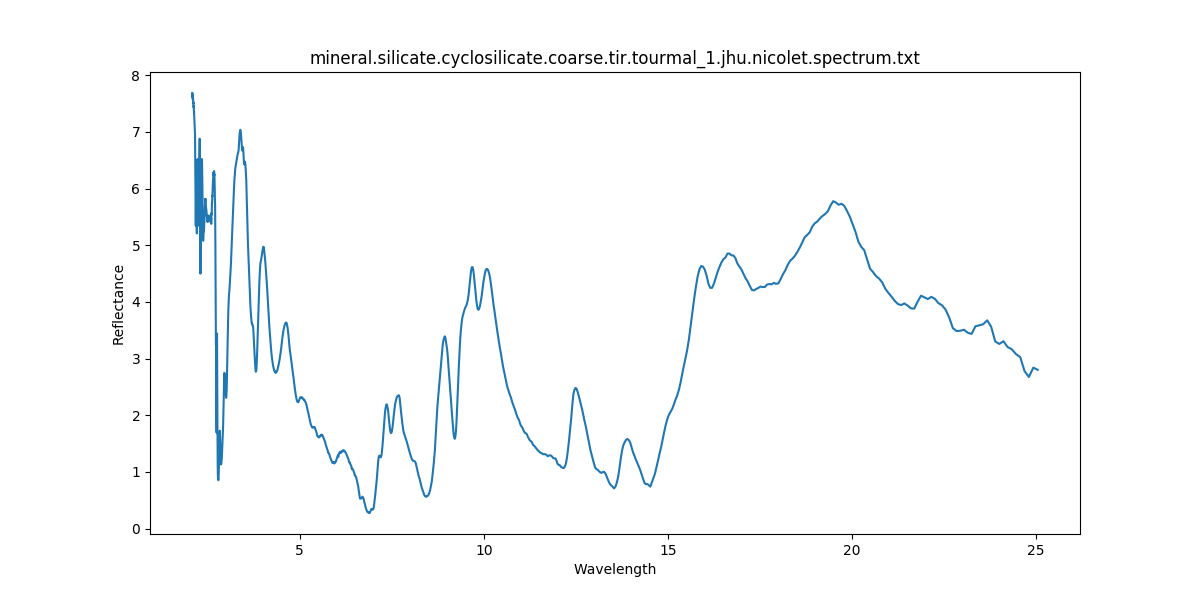 mineral.silicate.cyclosilicate.coarse.tir.tourmal_1.jhu.nicolet.spectrum.txt
8
7
6
5
4
3
2
1
0
Reflectance
5 10 15 20 25
Wavelength